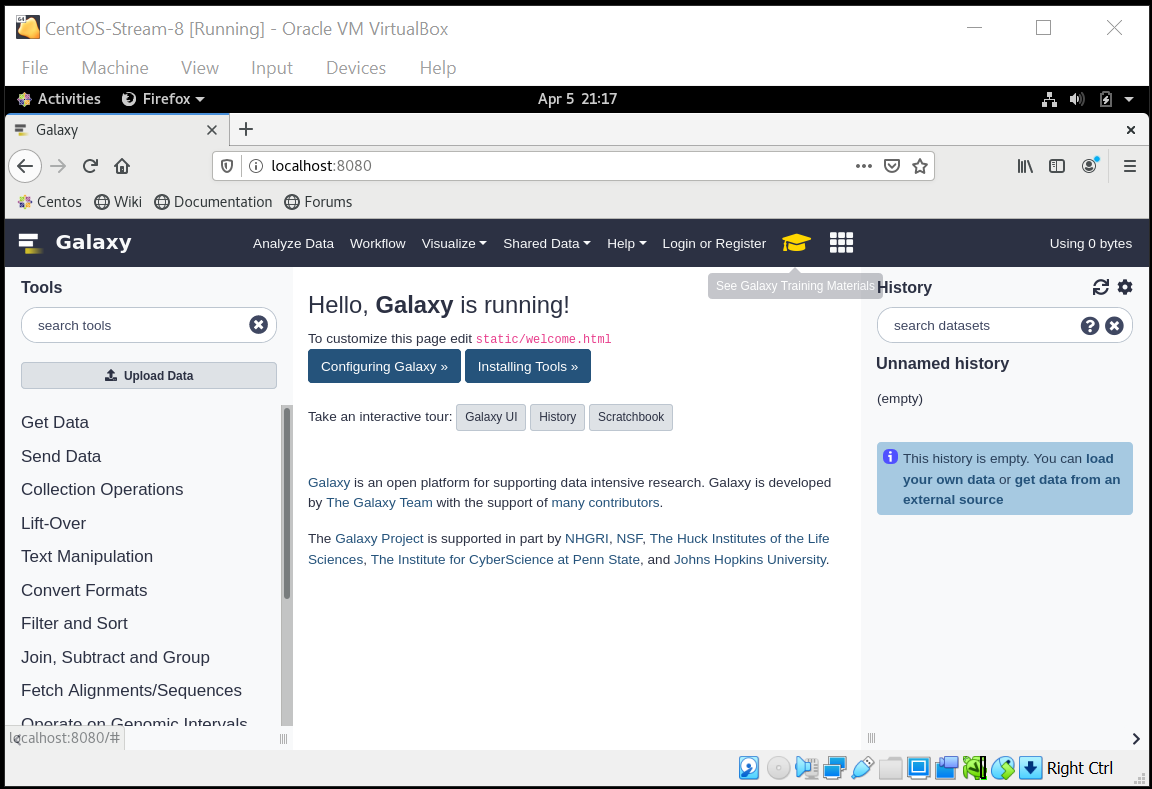 CentOS-Stream-8 [Running] - Oracle VM VirtualBox
File Machine View Input Devices Help
Activities Firefox Apr 5 21:17
Galaxy
localhost:8080
Centos Wiki Documentation Forums
Galaxy Analyze Data Workflow Visualize Shared Data Help Login or Register Using 0 bytes
See Galaxy Training Materials
Tools
search tools
Upload Data
Get Data
Send Data
Collection Operations
Lift-Over
Text Manipulation
Convert Formats
Filter and Sort
Join, Subtract and Group
Fetch Alignments/Sequences
Operate on Genomic Intervals
localhost:8080/#
Hello, Galaxy is running!
To customize this page edit static/welcome.html
Configuring Galaxy » Installing Tools »
Take an interactive tour: Galaxy UI History Scratchbook
Galaxy is an open platform for supporting data intensive research. Galaxy is developed
by The Galaxy Team with the support of many contributors.
The Galaxy Project is supported in part by NHGRI, NSF, The Huck Institutes of the Life
Sciences, The Institute for CyberScience at Penn State, and Johns Hopkins University.
History
search datasets
Unnamed history
(empty)
This history is empty. You can load
your own data or get data from an
external source
Right Ctrl